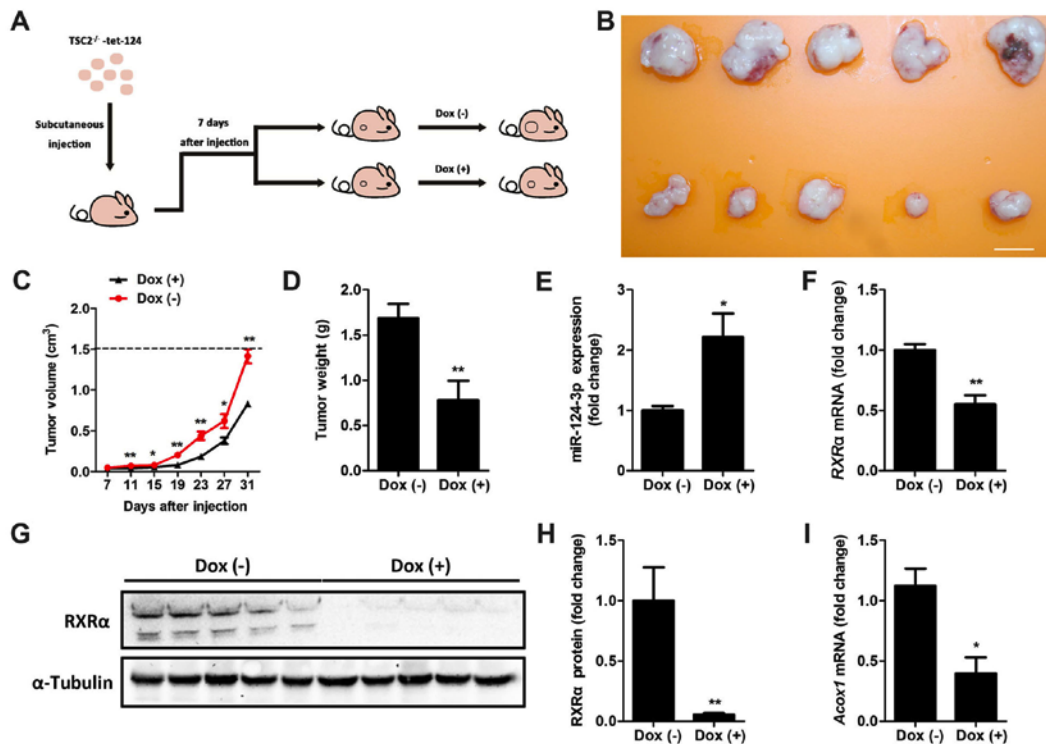 A
TSC2-/- -tet-124
Subcutaneous
injection
7 days
after injection
Dox (-)
Dox (+)
B
C
Dox (+)
Dox (-)
Tumor volume (cm³)
2.0
1.5
1.0
0.5
0.0
** * ** ** * **
7 11 15 19 23 27 31
Days after injection
D
Tumor weight (g)
2.0
1.5
1.0
0.5
0.0
**
Dox (-) Dox (+)
E
miR-124-3p expression
(fold change)
3
2
1
0
*
Dox (-) Dox (+)
F
RXRα mRNA (fold change)
1.5
1.0
0.5
0.0
**
Dox (-) Dox (+)
G
Dox (-) Dox (+)
RXRα
α-Tubulin
H
RXRα protein (fold change)
1.5
1.0
0.5
0.0
**
Dox (-) Dox (+)
I
Acox1 mRNA (fold change)
1.5
1.0
0.5
0.0
*
Dox (-) Dox (+)